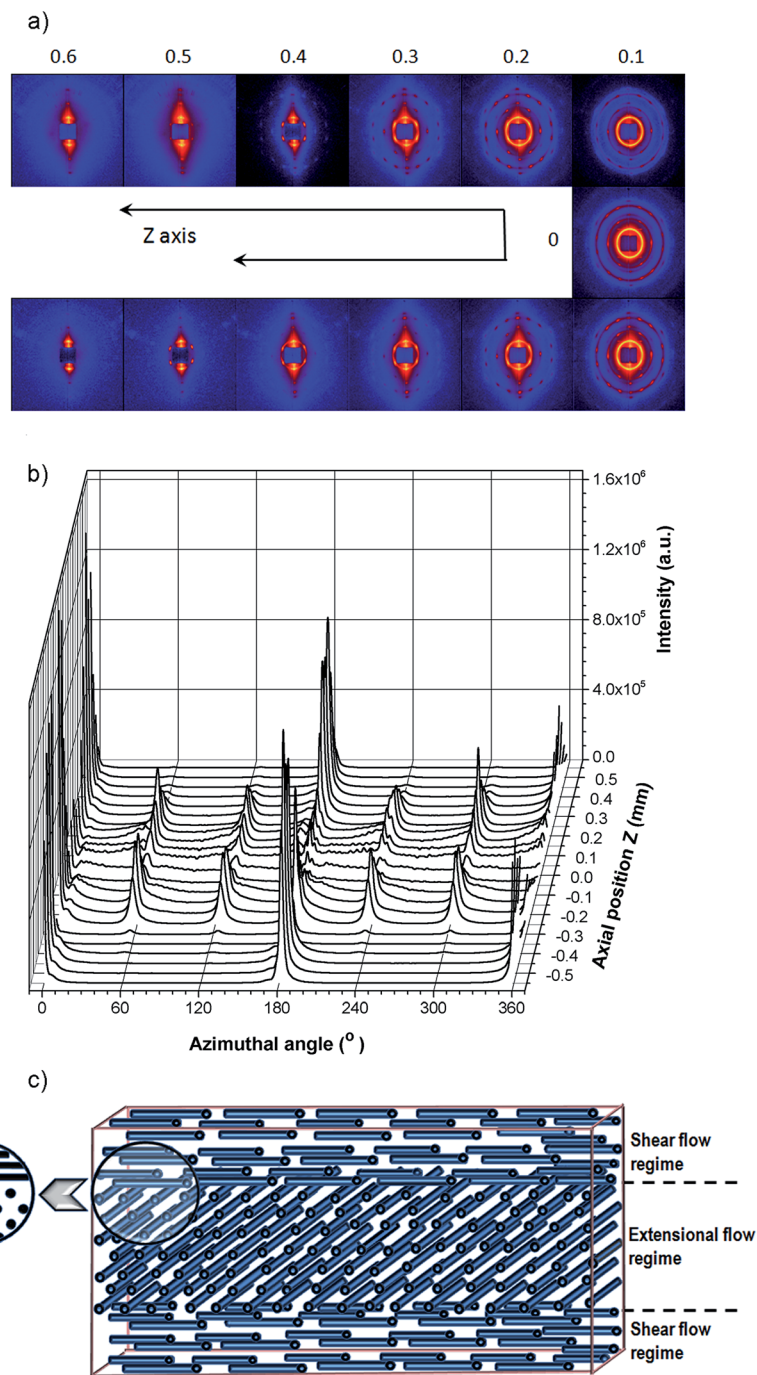 a)
0.6 0.5 0.4 0.3 0.2 0.1
Z axis 0
b)
1.6x10⁶
1.2x10⁶
8.0x10⁵
4.0x10⁵
0.0
Intensity (a.u.)
0.5
0.4
0.3
0.2
0.1
0.0
-0.1
-0.2
-0.3
-0.4
-0.5
Axial position Z (mm)
0 60 120 180 240 300 360
Azimuthal angle (°)
c)
Shear flow
regime
Extensional flow
regime
Shear flow
regime